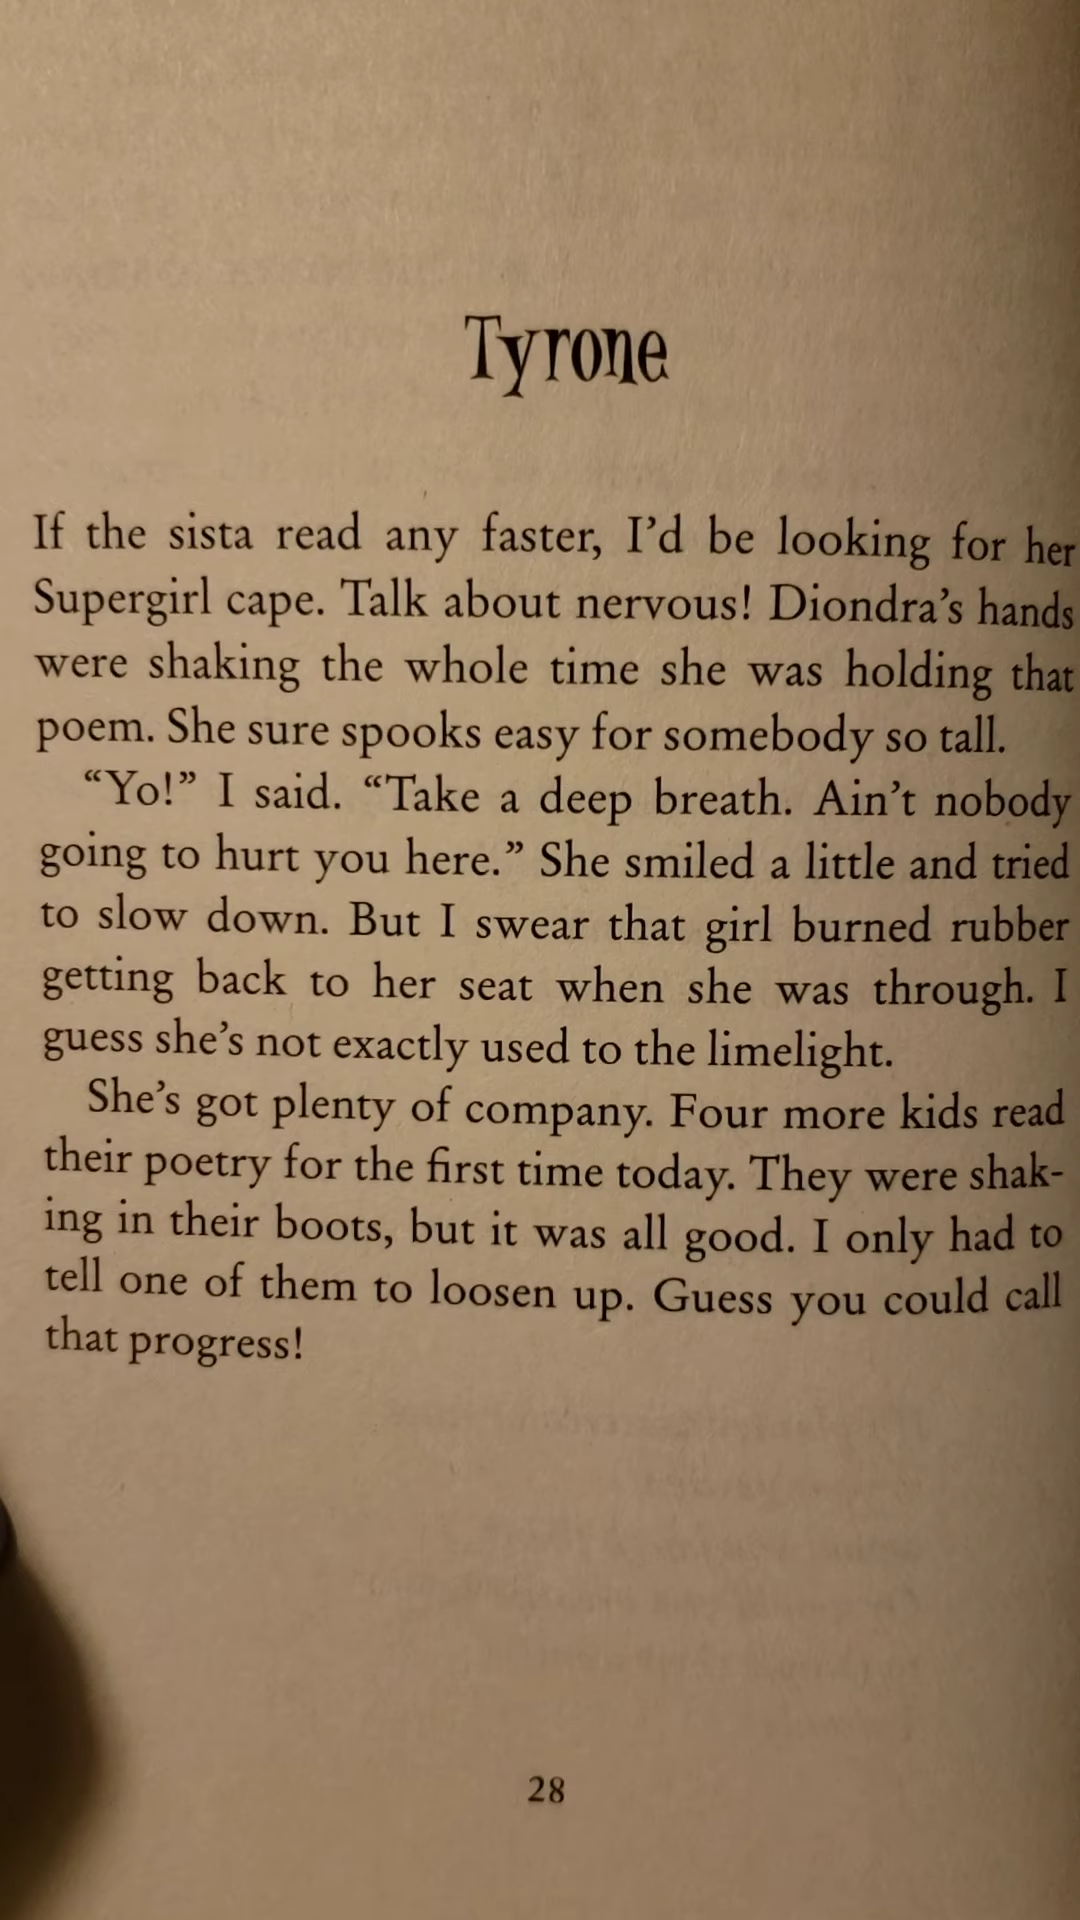 Tyrone
If the sista read any faster, I’d be looking for her
Supergirl cape. Talk about nervous! Diondra’s hands
were shaking the whole time she was holding that
poem. She sure spooks easy for somebody so tall.
“Yo!” I said. “Take a deep breath. Ain’t nobody
going to hurt you here.” She smiled a little and tried
to slow down. But I swear that girl burned rubber
getting back to her seat when she was through. I
guess she’s not exactly used to the limelight.
She’s got plenty of company. Four more kids read
their poetry for the first time today. They were shak-
ing in their boots, but it was all good. I only had to
tell one of them to loosen up. Guess you could call
that progress!
28